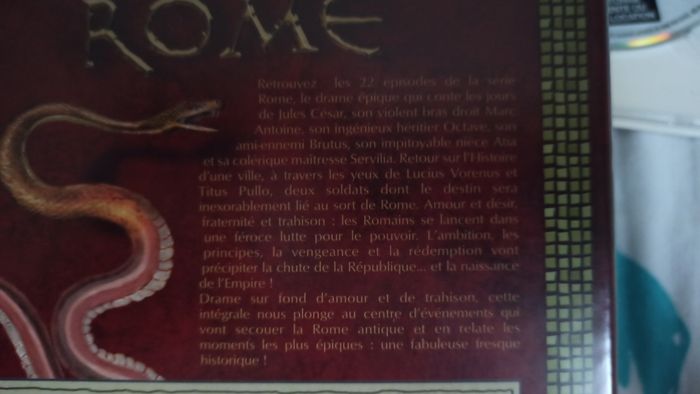 ROME
Retrouvez les 22 épisodes de la série
Rome, le drame épique qui conte les jours
de Jules César, son violent bras droit Marc
Antoine, son ingénieux héritier Octave, son
ami-ennemi Brutus, son impitoyable nièce Atia
et sa colérique maîtresse Servilia. Retour sur l'Histoire
d'une ville, à travers les yeux de Lucius Vorenus et
Titus Pullo, deux soldats dont le destin sera
inexorablement lié au sort de Rome. Amour et désir,
fraternité et trahison : les Romains se lancent dans
une féroce lutte pour le pouvoir. L'ambition, les
principes, la vengeance et la rédemption vont
précipiter la chute de la République... et la naissance
de l'Empire !
Drame sur fond d'amour et de trahison, cette
intégrale nous plonge au centre d'événements qui
vont secouer la Rome antique et en relate les
moments les plus épiques : une fabuleuse fresque
historique !
LOCATION